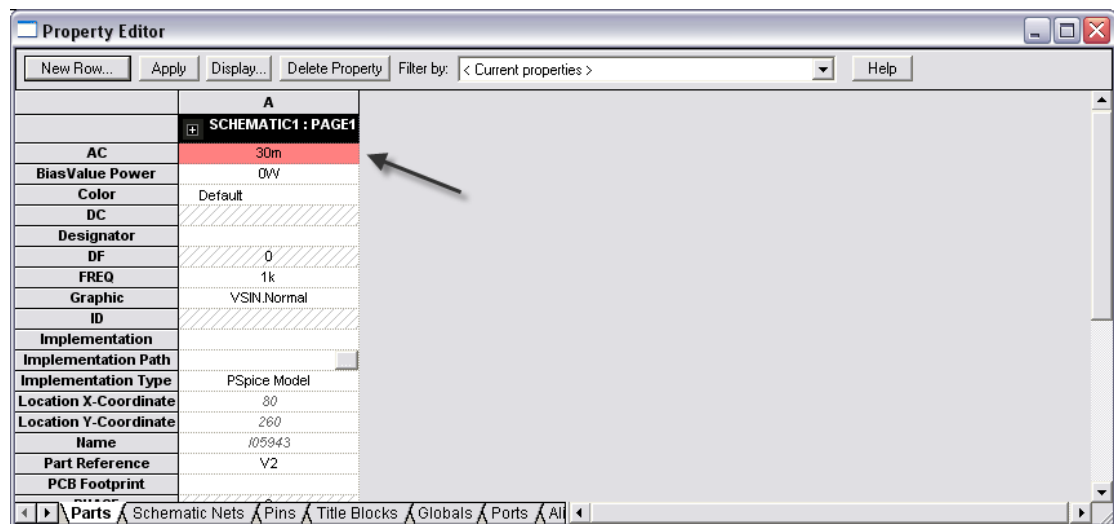 Property Editor
New Row... Apply Display... Delete Property Filter by: < Current properties > Help
A
SCHEMATIC1 : PAGE1
AC 30m
BiasValue Power 0W
Color Default
DC
Designator
DF 0
FREQ 1k
Graphic VSIN.Normal
ID
Implementation
Implementation Path
Implementation Type PSpice Model
Location X-Coordinate 80
Location Y-Coordinate 260
Name I05943
Part Reference V2
PCB Footprint
PHASE 0
Parts Schematic Nets Pins Title Blocks Globals Ports Ali